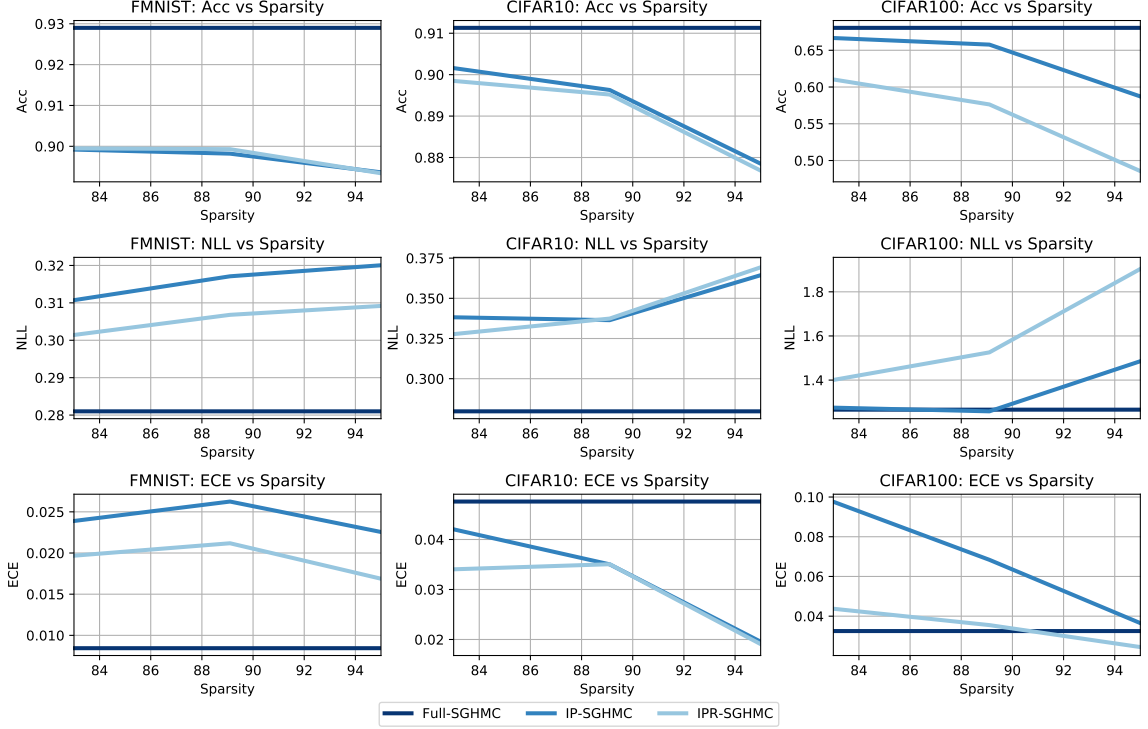 FMNIST: Acc vs Sparsity
CIFAR10: Acc vs Sparsity
CIFAR100: Acc vs Sparsity
0.93
0.92
0.91
0.90
Acc
84 86 88 90 92 94
Sparsity
0.91
0.90
0.89
0.88
Acc
84 86 88 90 92 94
Sparsity
0.65
0.60
0.55
0.50
Acc
84 86 88 90 92 94
Sparsity
FMNIST: NLL vs Sparsity
CIFAR10: NLL vs Sparsity
CIFAR100: NLL vs Sparsity
0.32
0.31
0.30
0.29
0.28
NLL
84 86 88 90 92 94
Sparsity
0.375
0.350
0.325
0.300
NLL
84 86 88 90 92 94
Sparsity
1.8
1.6
1.4
NLL
84 86 88 90 92 94
Sparsity
FMNIST: ECE vs Sparsity
CIFAR10: ECE vs Sparsity
CIFAR100: ECE vs Sparsity
0.025
0.020
0.015
0.010
ECE
84 86 88 90 92 94
Sparsity
0.04
0.03
0.02
ECE
84 86 88 90 92 94
Sparsity
0.10
0.08
0.06
0.04
ECE
84 86 88 90 92 94
Sparsity
Full-SGHMC IP-SGHMC IPR-SGHMC